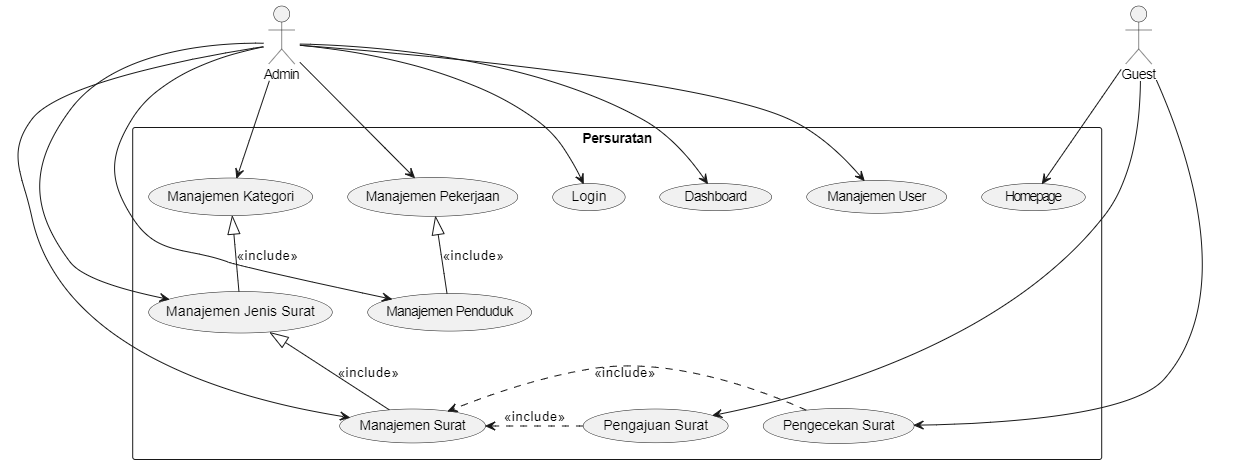 Admin
Guest
Persuratan
Manajemen Kategori
Manajemen Pekerjaan
Login
Dashboard
Manajemen User
Homepage
«include»
«include»
Manajemen Jenis Surat
Manajemen Penduduk
«include»
«include»
«include»
Manajemen Surat
Pengajuan Surat
Pengecekan Surat